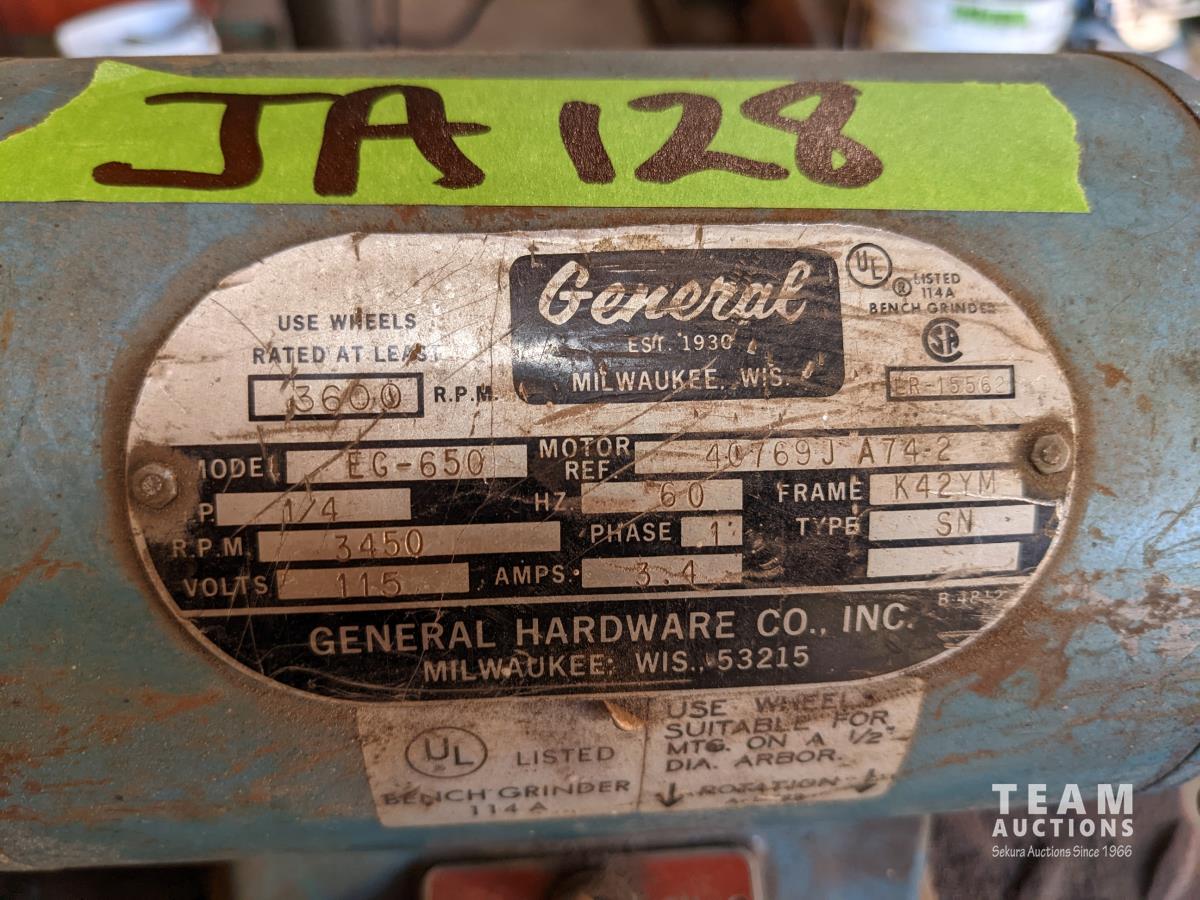 JA 128
USE WHEELS
RATED AT LEAST
3600 R.P.M.
General
EST. 1930
MILWAUKEE, WIS.
UL
® LISTED
114A
BENCH GRINDER
LR-15562
MODEL EG-650 MOTOR REF. 40769J A74-2
HP 1/4 HZ. 60 FRAME K42YM
R.P.M. 3450 PHASE 1 TYPE SN
VOLTS 115 AMPS. 3.4
GENERAL HARDWARE CO., INC.
MILWAUKEE, WIS., 53215
UL LISTED
BENCH GRINDER
114A
USE WHEELS
SUITABLE FOR
MTG. ON A 1/2"
DIA. ARBOR.
↓ ROTATION ↓
TEAM
AUCTIONS
Sekura Auctions Since 1966